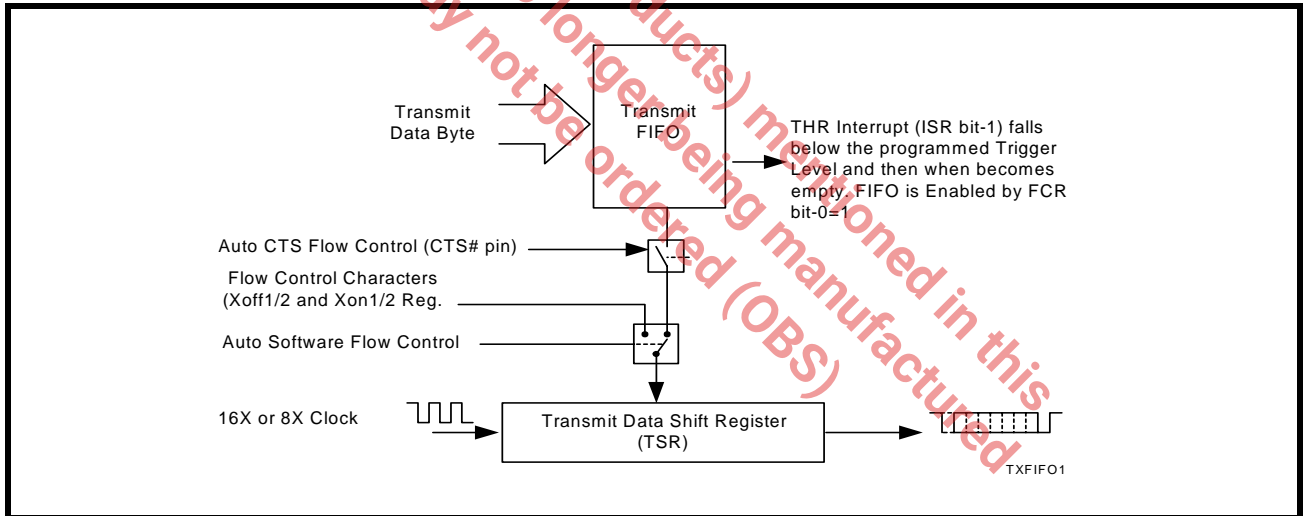 Transmit
Data Byte
Transmit
FIFO
THR Interrupt (ISR bit-1) falls
below the programmed Trigger
Level and then when becomes
empty. FIFO is Enabled by FCR
bit-0=1
Auto CTS Flow Control (CTS# pin)
Flow Control Characters
(Xoff1/2 and Xon1/2 Reg.
Auto Software Flow Control
16X or 8X Clock
Transmit Data Shift Register
(TSR)
TXFIFO1
ducts) mentioned in this
longer being manufactured
y not be ordered (OBS)